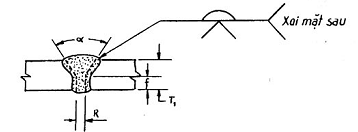 α
Xoi mặt sau
f
T₁
R